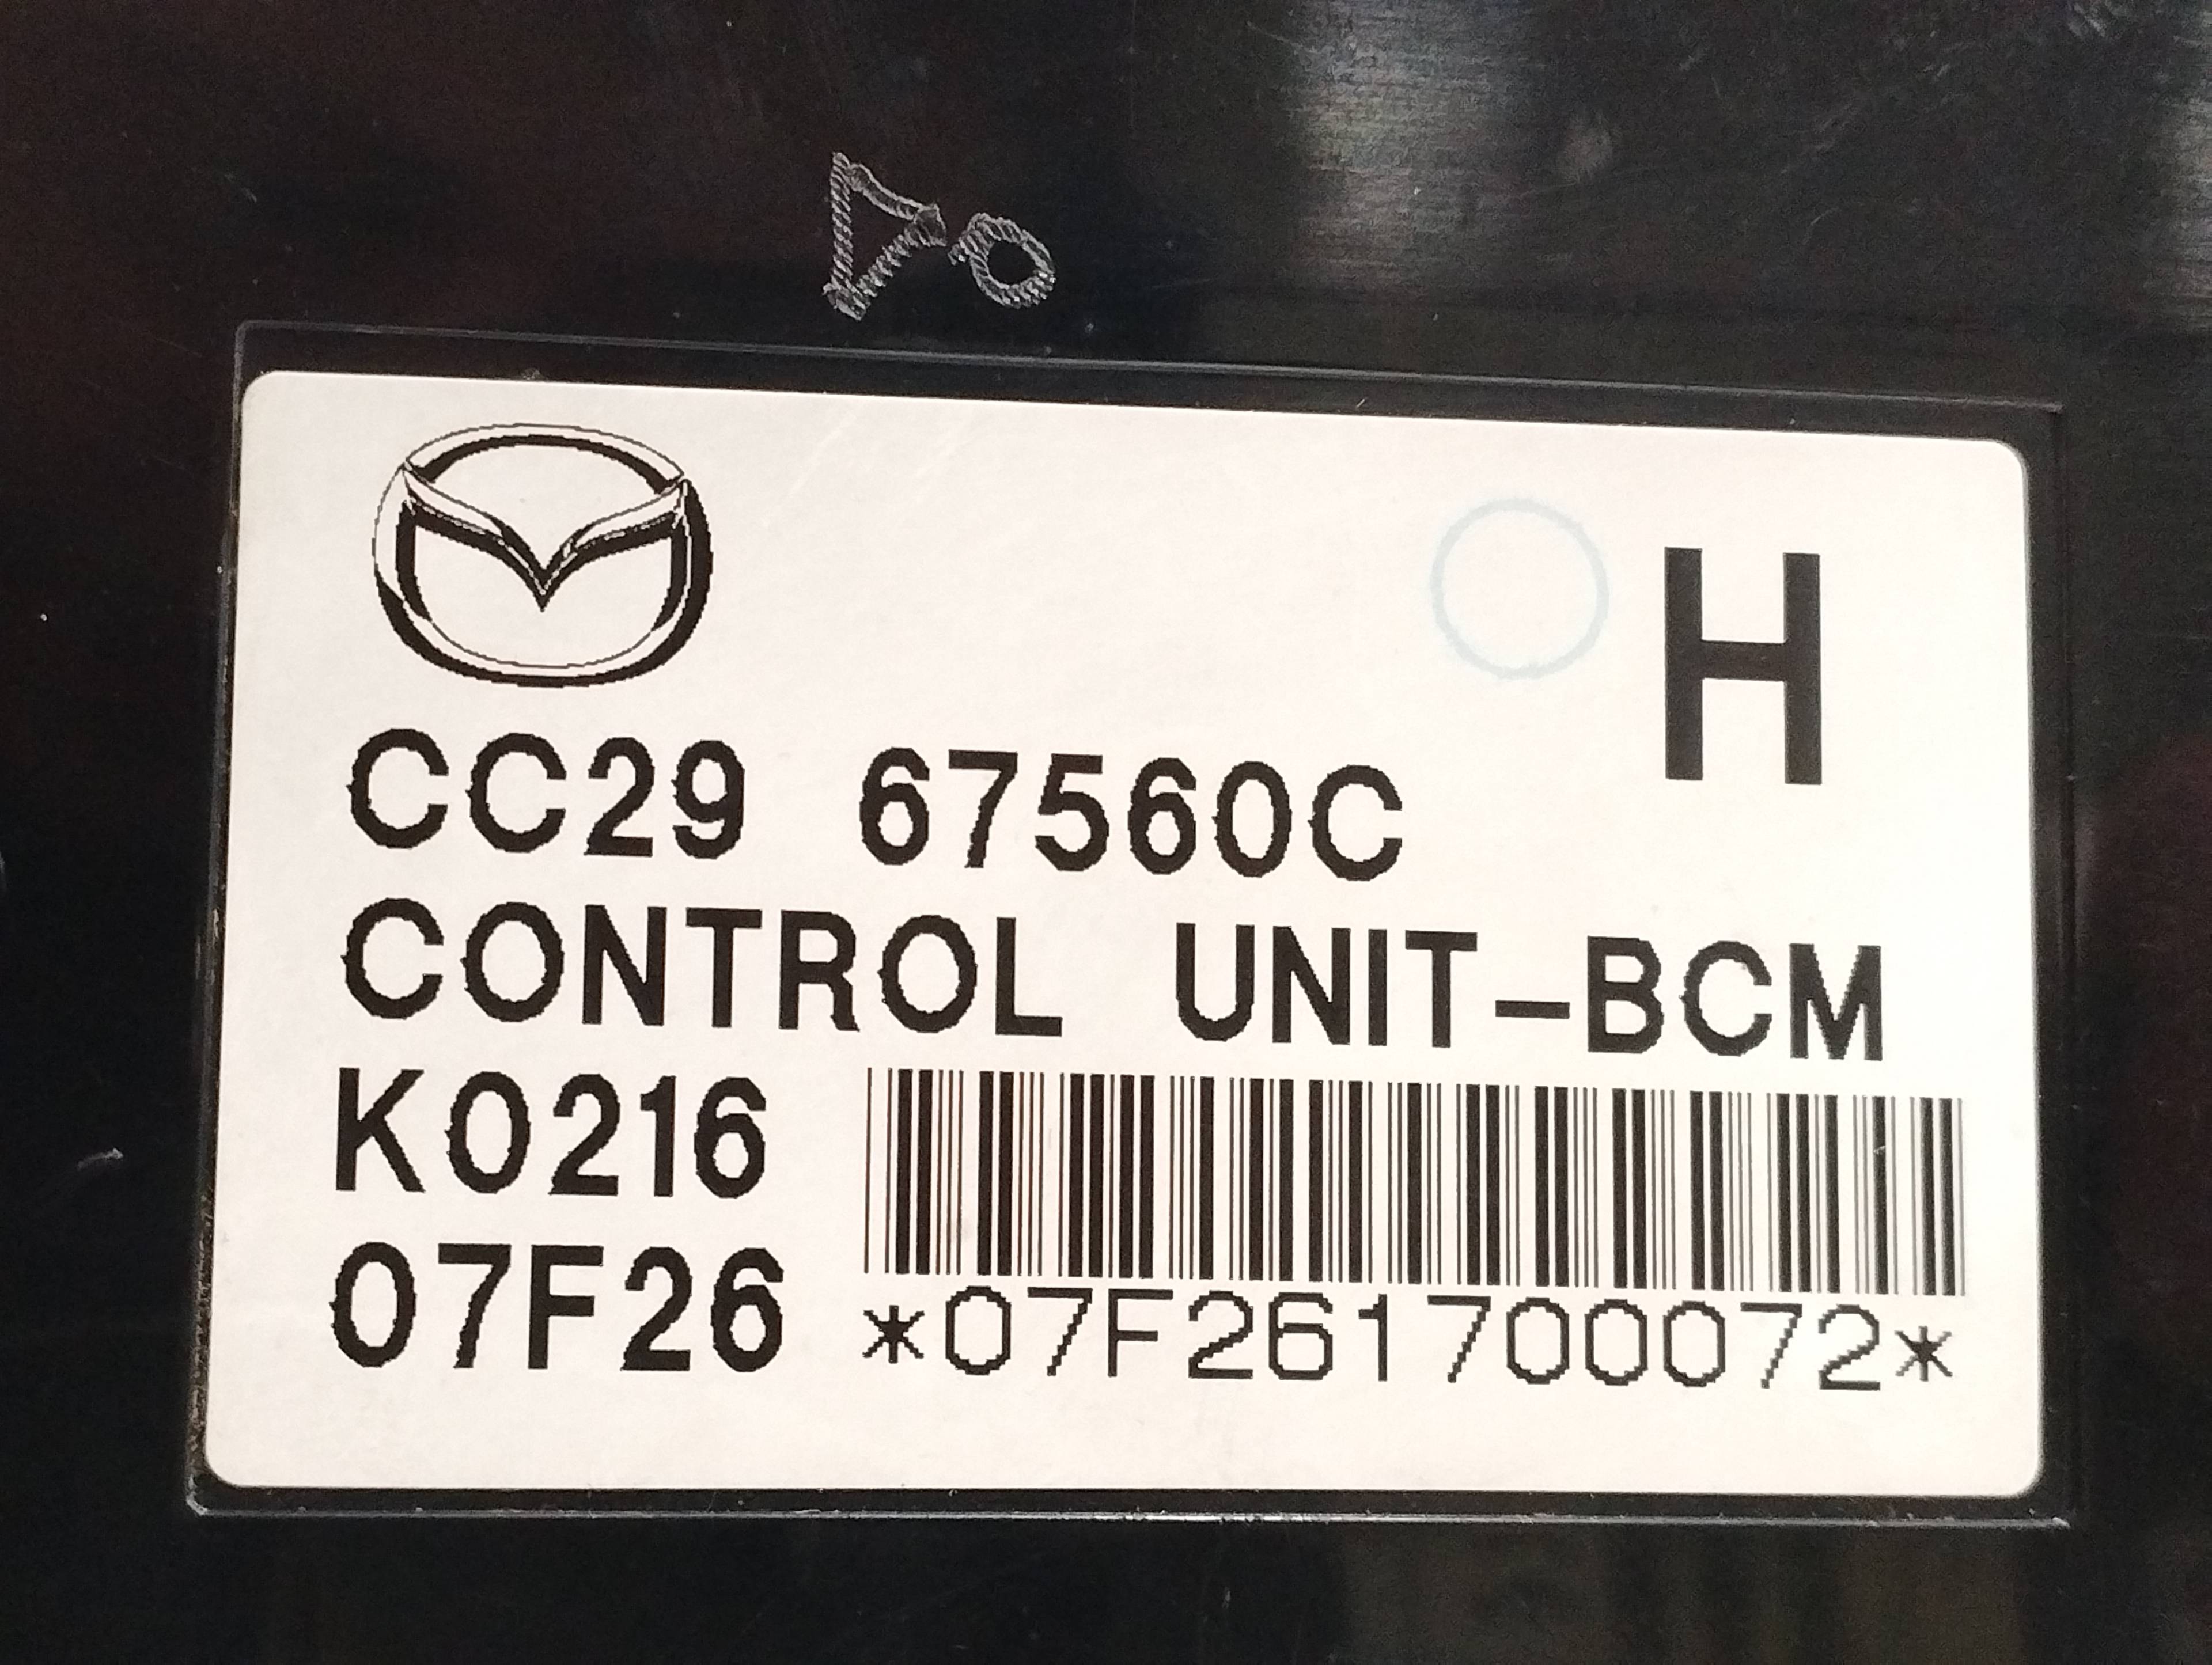 H
CC29 67560C
CONTROL UNIT-BCM
K0216
07F26
*07F261700072*